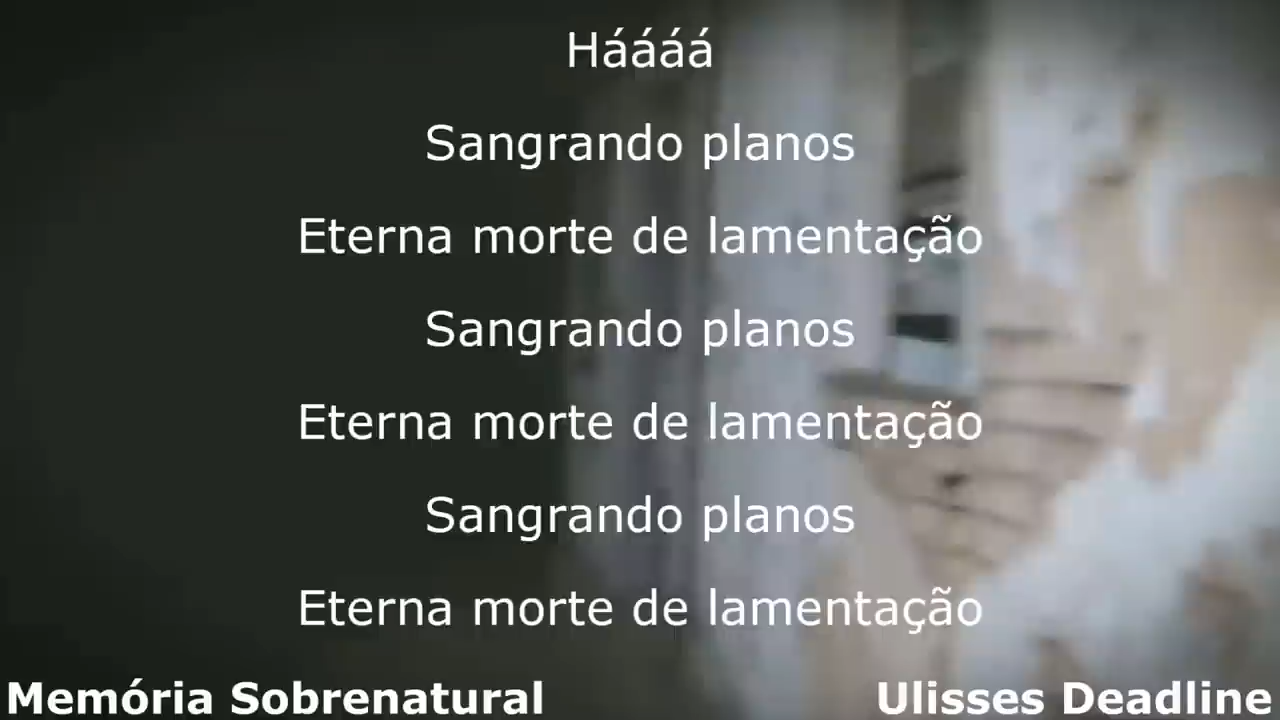 Háááá
Sangrando planos
Eterna morte de lamentação
Sangrando planos
Eterna morte de lamentação
Sangrando planos
Eterna morte de lamentação
Memória Sobrenatural
Ulisses Deadline